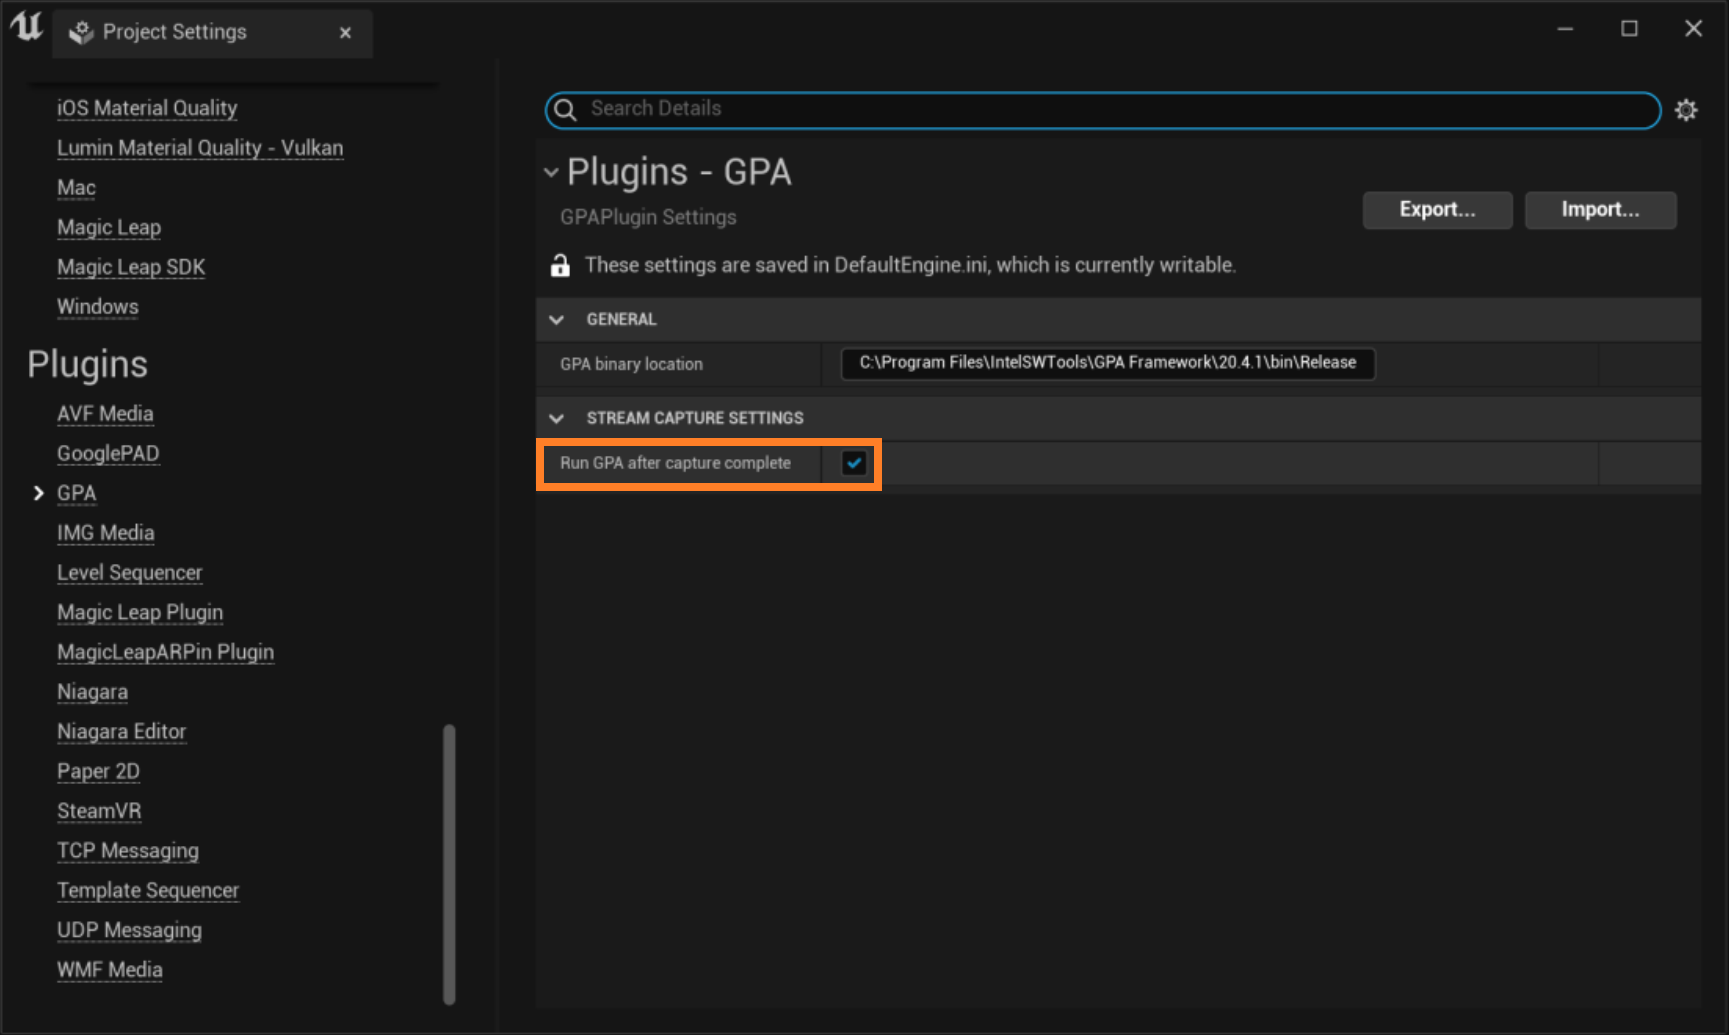 Project Settings
iOS Material Quality
Lumin Material Quality - Vulkan
Mac
Magic Leap
Magic Leap SDK
Windows
Plugins
AVF Media
GooglePAD
GPA
IMG Media
Level Sequencer
Magic Leap Plugin
MagicLeapARPin Plugin
Niagara
Niagara Editor
Paper 2D
SteamVR
TCP Messaging
Template Sequencer
UDP Messaging
WMF Media
Search Details
Plugins - GPA
GPAPlugin Settings
Export...
Import...
These settings are saved in DefaultEngine.ini, which is currently writable.
GENERAL
GPA binary location
C:\Program Files\IntelSWTools\GPA Framework\20.4.1\bin\Release
STREAM CAPTURE SETTINGS
Run GPA after capture complete